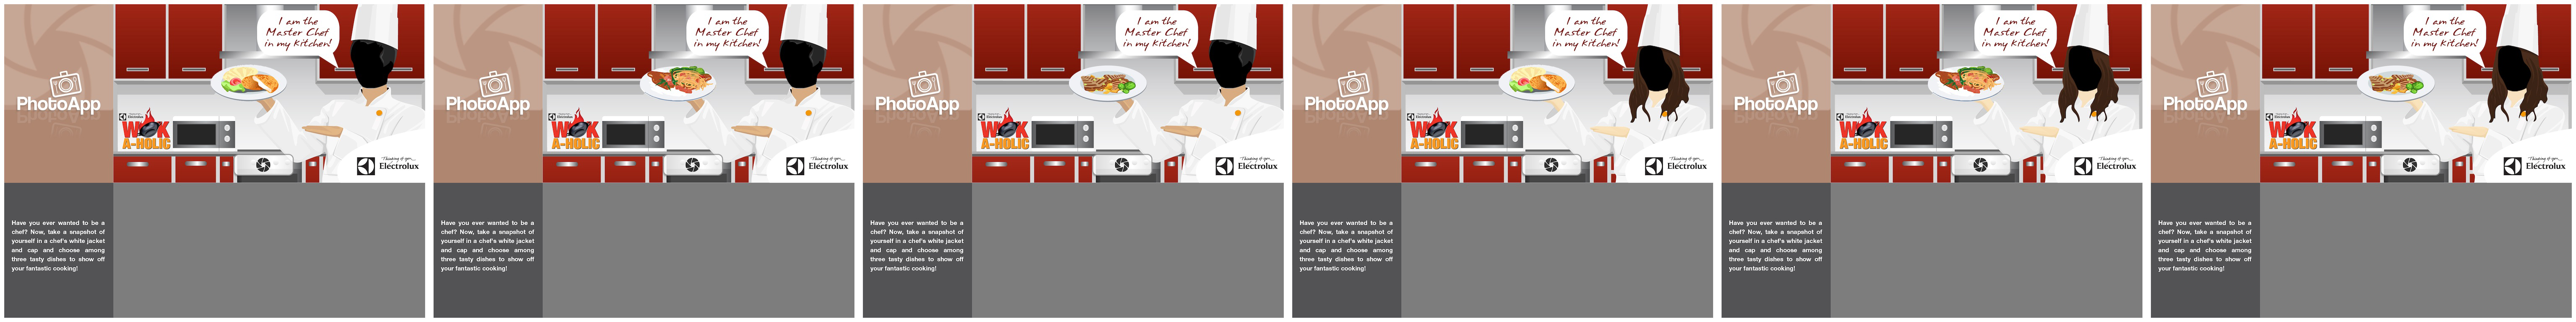 I am the
Master Chef
in my kitchen!
PhotoApp
Electrolux
WOK
A-HOLIC
Thinking of you
Electrolux
Have you ever wanted to be a
chef? Now, take a snapshot of
yourself in a chef's white jacket
and cap and choose among
three tasty dishes to show off
your fantastic cooking!
I am the
Master Chef
in my kitchen!
PhotoApp
Electrolux
WOK
A-HOLIC
Thinking of you
Electrolux
Have you ever wanted to be a
chef? Now, take a snapshot of
yourself in a chef's white jacket
and cap and choose among
three tasty dishes to show off
your fantastic cooking!
I am the
Master Chef
in my kitchen!
PhotoApp
Electrolux
WOK
A-HOLIC
Thinking of you
Electrolux
Have you ever wanted to be a
chef? Now, take a snapshot of
yourself in a chef's white jacket
and cap and choose among
three tasty dishes to show off
your fantastic cooking!
I am the
Master Chef
in my kitchen!
PhotoApp
Electrolux
WOK
A-HOLIC
Thinking of you
Electrolux
Have you ever wanted to be a
chef? Now, take a snapshot of
yourself in a chef's white jacket
and cap and choose among
three tasty dishes to show off
your fantastic cooking!
I am the
Master Chef
in my kitchen!
PhotoApp
Electrolux
WOK
A-HOLIC
Thinking of you
Electrolux
Have you ever wanted to be a
chef? Now, take a snapshot of
yourself in a chef's white jacket
and cap and choose among
three tasty dishes to show off
your fantastic cooking!
I am the
Master Chef
in my kitchen!
PhotoApp
Electrolux
WOK
A-HOLIC
Thinking of you
Electrolux
Have you ever wanted to be a
chef? Now, take a snapshot of
yourself in a chef's white jacket
and cap and choose among
three tasty dishes to show off
your fantastic cooking!